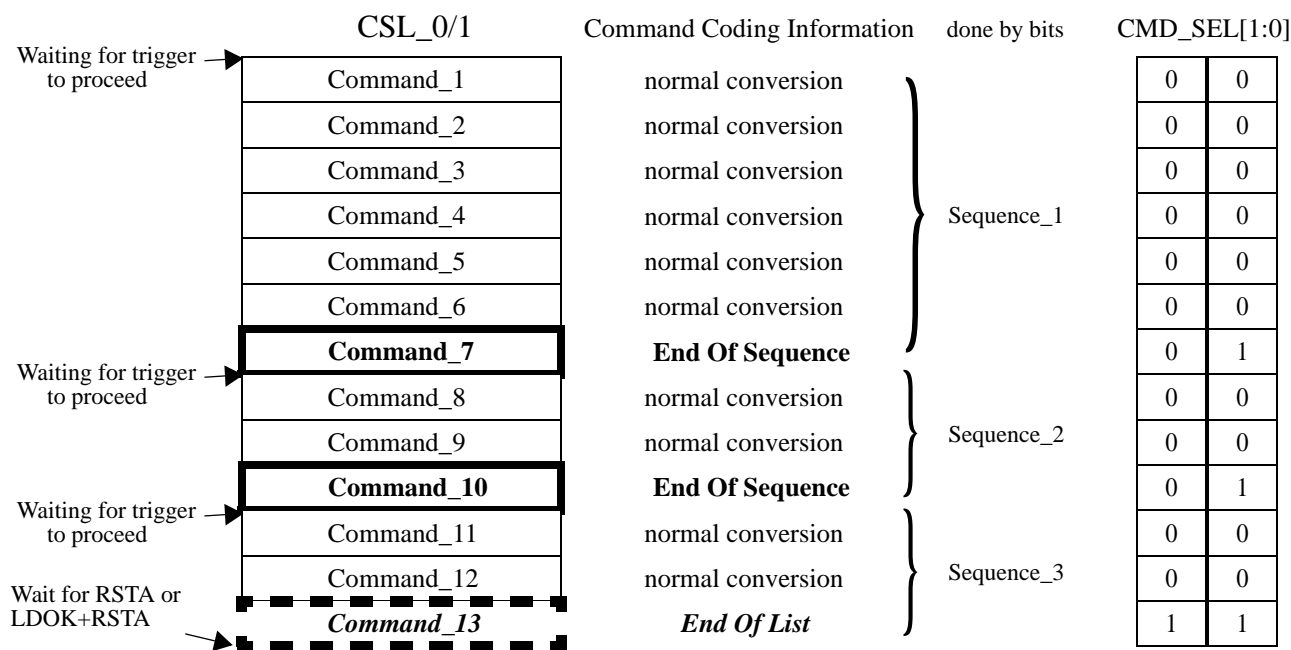 CSL_0/1 Command Coding Information done by bits CMD_SEL[1:0]
Waiting for trigger
to proceed
Command_1 normal conversion 0 0
Command_2 normal conversion 0 0
Command_3 normal conversion 0 0
Command_4 normal conversion Sequence_1 0 0
Command_5 normal conversion 0 0
Command_6 normal conversion 0 0
Command_7 End Of Sequence 0 1
Waiting for trigger
to proceed
Command_8 normal conversion 0 0
Command_9 normal conversion Sequence_2 0 0
Command_10 End Of Sequence 0 1
Waiting for trigger
to proceed
Command_11 normal conversion 0 0
Command_12 normal conversion Sequence_3 0 0
Wait for RSTA or
LDOK+RSTA
Command_13 End Of List 1 1